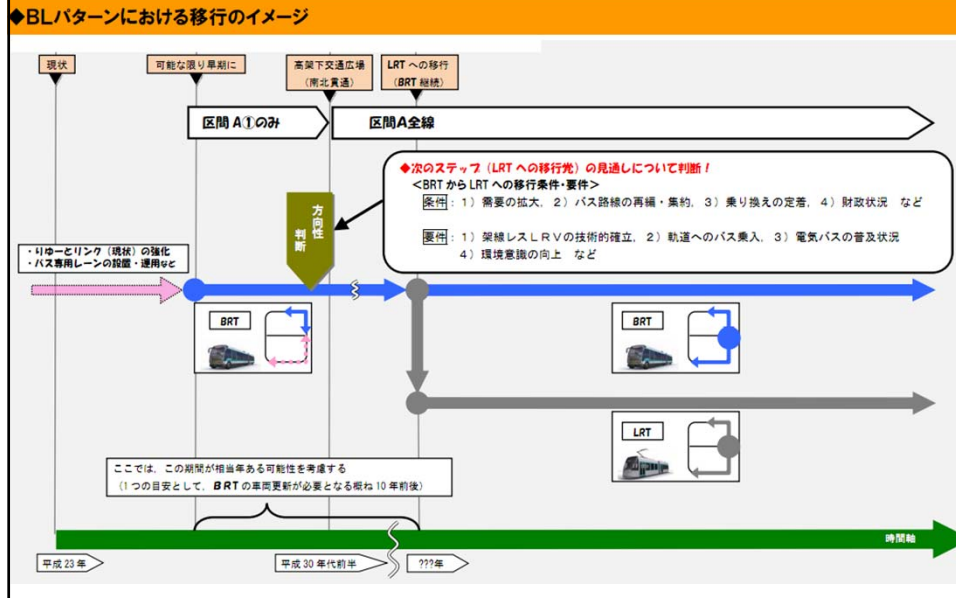 ◆BLパターンにおける移行のイメージ
現状
可能な限り早期に
高架下交通広場
(南北貫通)
LRTへの移行
(BRT継続)
区間A①のみ
区間A全線
◆次のステップ(LRTへの移行党)の見通しについて判断!
<BRTからLRTへの移行条件・要件>
条件:1)需要の拡大,2)バス路線の再編・集約,3)乗り換えの定着,4)財政状況 など
要件:1)架線レスLRVの技術的確立,2)軌道へのバス乗入,3)電気バスの普及状況
4)環境意識の向上 など
方向性
判断
・りゅーとリンク(現状)の強化
・バス専用レーンの設置・運用など
BRT
BRT
LRT
ここでは,この期間が相当年ある可能性を考慮する
(1つの目安として,BRTの車両更新が必要となる概ね10年前後)
時間軸
平成23年
平成30年代前半
???年